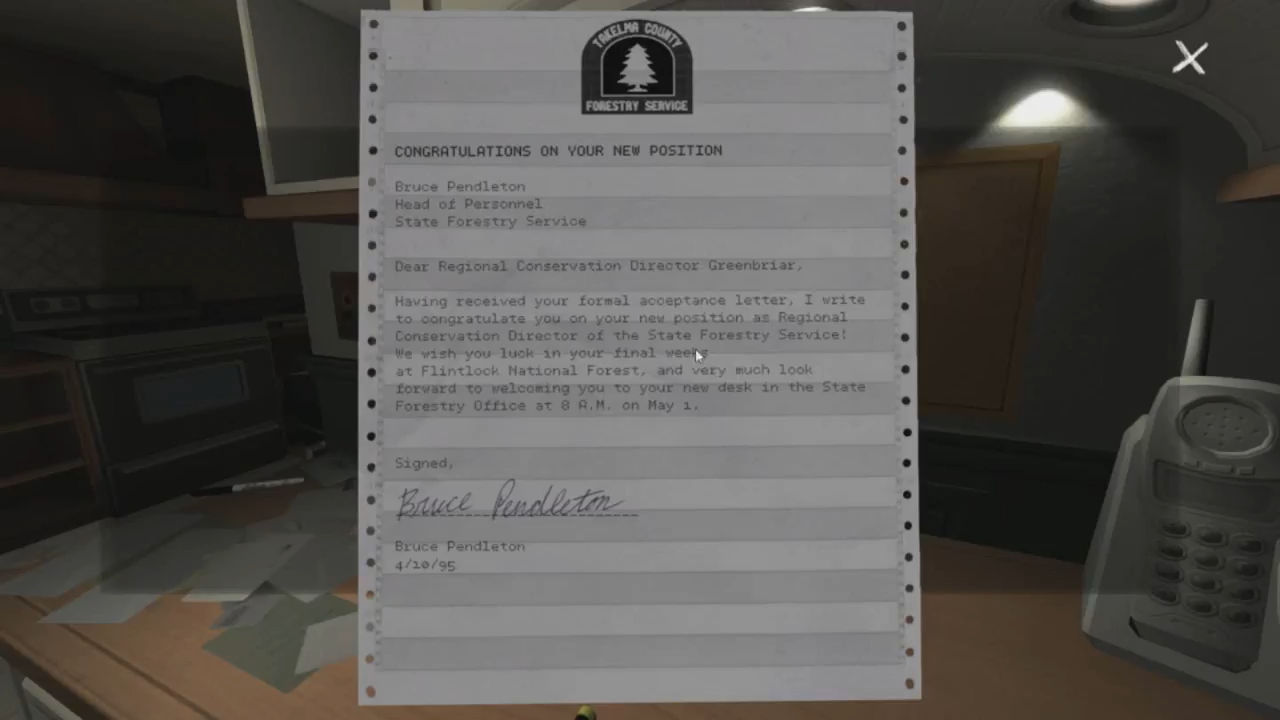 TAKELMA COUNTY
FORESTRY SERVICE
CONGRATULATIONS ON YOUR NEW POSITION
Bruce Pendleton
Head of Personnel
State Forestry Service
Dear Regional Conservation Director Greenbriar,
Having received your formal acceptance letter, I write
to congratulate you on your new position as Regional
Conservation Director of the State Forestry Service!
We wish you luck in your final weeks
at Flintlock National Forest, and very much look
forward to welcoming you to your new desk in the State
Forestry Office at 8 A.M. on May 1.
Signed,
Bruce Pendleton
Bruce Pendleton
4/10/95